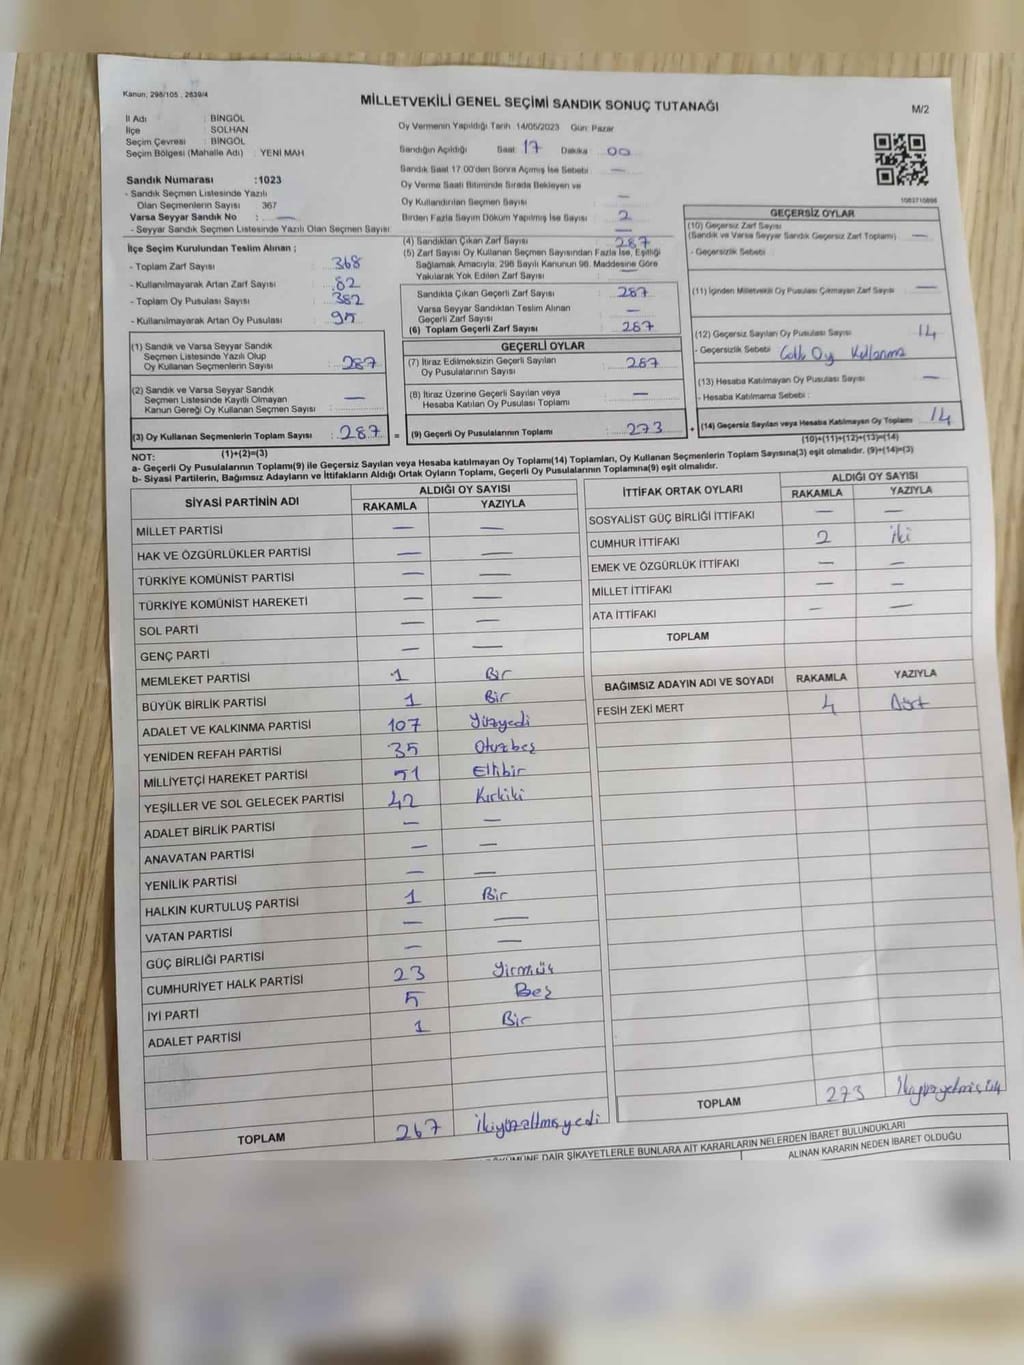 Kanun, 298/105 , 2839/4
MİLLETVEKİLİ GENEL SEÇİMİ SANDIK SONUÇ TUTANAĞI
M/2
İl Adı : BİNGÖL
İlçe : SOLHAN
Seçim Çevresi : BİNGÖL
Seçim Bölgesi (Mahalle Adı) : YENİ MAH
Sandık Numarası :1023
- Sandık Seçmen Listesinde Yazılı
Olan Seçmenlerin Sayısı : 367
Varsa Seyyar Sandık No : —
- Seyyar Sandık Seçmen Listesinde Yazılı Olan Seçmen Sayısı
Oy Vermenin Yapıldığı Tarih 14/05/2023 Gün: Pazar
Sandığın Açıldığı Saat 17 Dakika 00
Sandık Saat 17.00'den Sonra Açılmış İse Sebebi —
Oy Verme Saati Bitiminde Sırada Bekleyen ve
Oy Kullandırılan Seçmen Sayısı —
Birden Fazla Sayım Döküm Yapılmış İse Sayısı 2
İlçe Seçim Kurulundan Teslim Alınan ;
- Toplam Zarf Sayısı : 368
- Kullanılmayarak Artan Zarf Sayısı : 82
- Toplam Oy Pusulası Sayısı : 382
- Kullanılmayarak Artan Oy Pusulası : 95
(1) Sandık ve Varsa Seyyar Sandık
Seçmen Listesinde Yazılı Olup
Oy Kullanan Seçmenlerin Sayısı : 287
(2) Sandık ve Varsa Seyyar Sandık
Seçmen Listesinde Kayıtlı Olmayan
Kanun Gereği Oy Kullanan Seçmen Sayısı : —
(3) Oy Kullanan Seçmenlerin Toplam Sayısı : 287
(1)+(2)=(3)
(4) Sandıktan Çıkan Zarf Sayısı : 287
(5) Zarf Sayısı Oy Kullanan Seçmen Sayısından Fazla İse, Eşitliği
Sağlamak Amacıyla, 298 Sayılı Kanunun 98. Maddesine Göre
Yakılarak Yok Edilen Zarf Sayısı : —
Sandıkta Çıkan Geçerli Zarf Sayısı : 287
Varsa Seyyar Sandıktan Teslim Alınan
Geçerli Zarf Sayısı : —
(6) Toplam Geçerli Zarf Sayısı : 287
GEÇERLİ OYLAR
(7) İtiraz Edilmeksizin Geçerli Sayılan
Oy Pusulalarının Sayısı : 287
(8) İtiraz Üzerine Geçerli Sayılan veya
Hesaba Katılan Oy Pusulası Toplamı : —
= (9) Geçerli Oy Pusulalarının Toplamı : 273
1083710896
GEÇERSİZ OYLAR
(10) Geçersiz Zarf Sayısı
(Sandık ve Varsa Seyyar Sandık Geçersiz Zarf Toplamı) : —
- Geçersizlik Sebebi :
(11) İçinden Milletvekili Oy Pusulası Çıkmayan Zarf Sayısı : —
(12) Geçersiz Sayılan Oy Pusulası Sayısı : 14
- Geçersizlik Sebebi Oy Kullanma
(13) Hesaba Katılmayan Oy Pusulası Sayısı : —
- Hesaba Katılmama Sebebi :
+ (14) Geçersiz Sayılan veya Hesaba Katılmayan Oy Toplamı : 14
(10)+(11)+(12)+(13)=(14)
NOT:
a- Geçerli Oy Pusulalarının Toplamı(9) ile Geçersiz Sayılan veya Hesaba katılmayan Oy Toplamı(14) Toplamları, Oy Kullanan Seçmenlerin Toplam Sayısına(3) eşit olmalıdır. (9)+(14)=(3)
b- Siyasi Partilerin, Bağımsız Adayların ve İttifakların Aldığı Ortak Oyların Toplamı, Geçerli Oy Pusulalarının Toplamına(9) eşit olmalıdır.
SİYASİ PARTİNİN ADI
ALDIĞI OY SAYISI
RAKAMLA YAZIYLA
MİLLET PARTİSİ — —
HAK VE ÖZGÜRLÜKLER PARTİSİ — —
TÜRKİYE KOMÜNİST PARTİSİ — —
TÜRKİYE KOMÜNİST HAREKETİ — —
SOL PARTİ — —
GENÇ PARTİ — —
MEMLEKET PARTİSİ 1 Bir
BÜYÜK BİRLİK PARTİSİ 1 Bir
ADALET VE KALKINMA PARTİSİ 107 Yüzyedi
YENİDEN REFAH PARTİSİ 35 Otuzbeş
MİLLİYETÇİ HAREKET PARTİSİ 51 Ellibir
YEŞİLLER VE SOL GELECEK PARTİSİ 42 Kırkiki
ADALET BİRLİK PARTİSİ — —
ANAVATAN PARTİSİ — —
YENİLİK PARTİSİ — —
HALKIN KURTULUŞ PARTİSİ 1 Bir
VATAN PARTİSİ — —
GÜÇ BİRLİĞİ PARTİSİ — —
CUMHURİYET HALK PARTİSİ 23 Yirmiüç
İYİ PARTİ 5 Beş
ADALET PARTİSİ 1 Bir
TOPLAM 267 İkiyüzaltmışyedi
İTTİFAK ORTAK OYLARI
ALDIĞI OY SAYISI
RAKAMLA YAZIYLA
SOSYALİST GÜÇ BİRLİĞİ İTTİFAKI — —
CUMHUR İTTİFAKI 2 İki
EMEK VE ÖZGÜRLÜK İTTİFAKI — —
MİLLET İTTİFAKI — —
ATA İTTİFAKI — —
TOPLAM
BAĞIMSIZ ADAYIN ADI VE SOYADI RAKAMLA YAZIYLA
FESİH ZEKİ MERT 4 Dört
TOPLAM 273 İkiyüzyetmişüç
DÖKÜMÜNE DAİR ŞİKAYETLERLE BUNLARA AİT KARARLARIN NELERDEN İBARET BULUNDUKLARI
ALINAN KARARIN NEDEN İBARET OLDUĞU